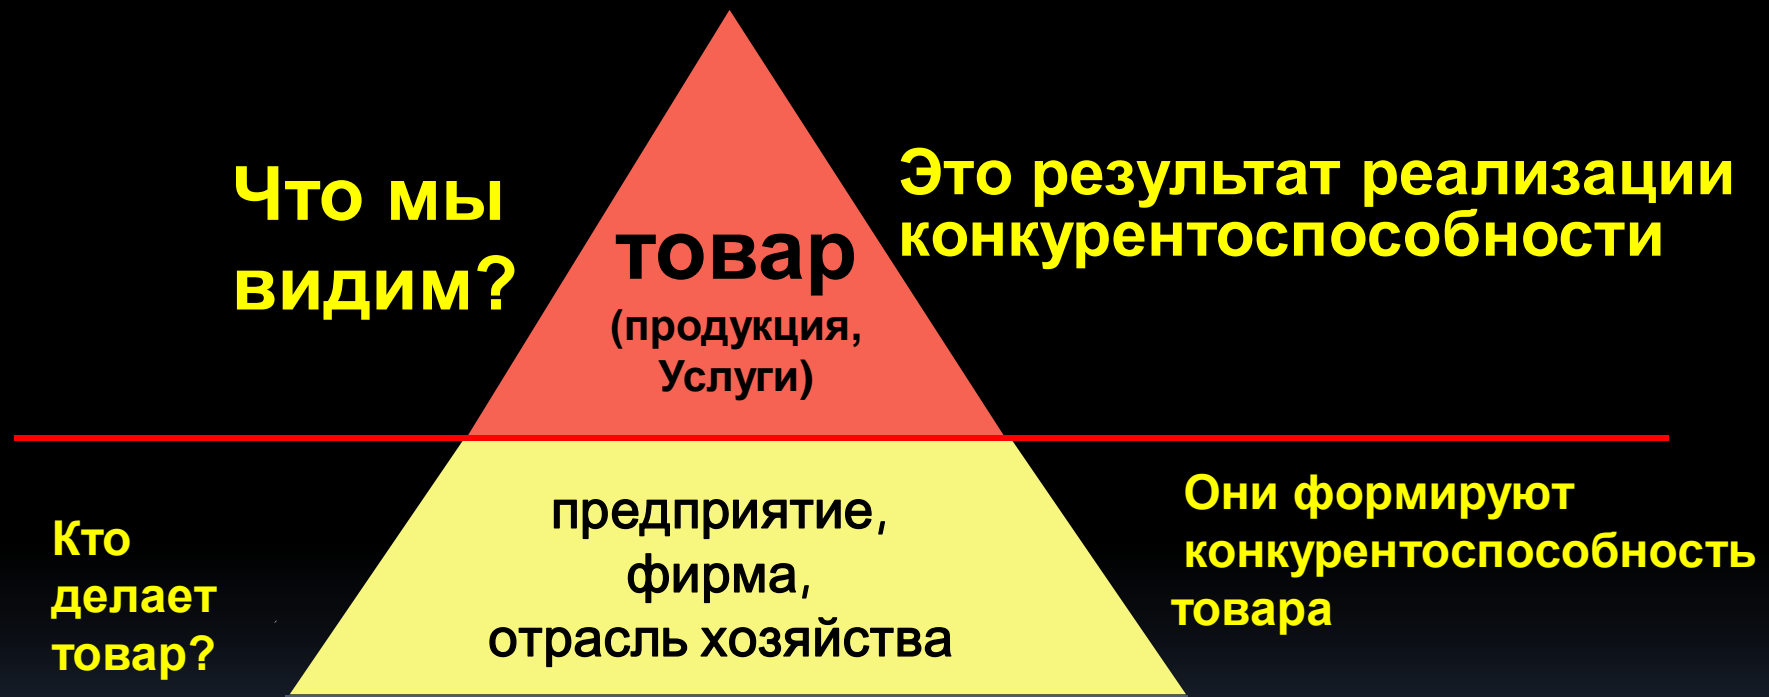 Что мы
видим?
товар
(продукция,
Услуги)
Это результат реализации
конкурентоспособности
Кто
делает
товар?
предприятие,
фирма,
отрасль хозяйства
Они формируют
конкурентоспособность
товара